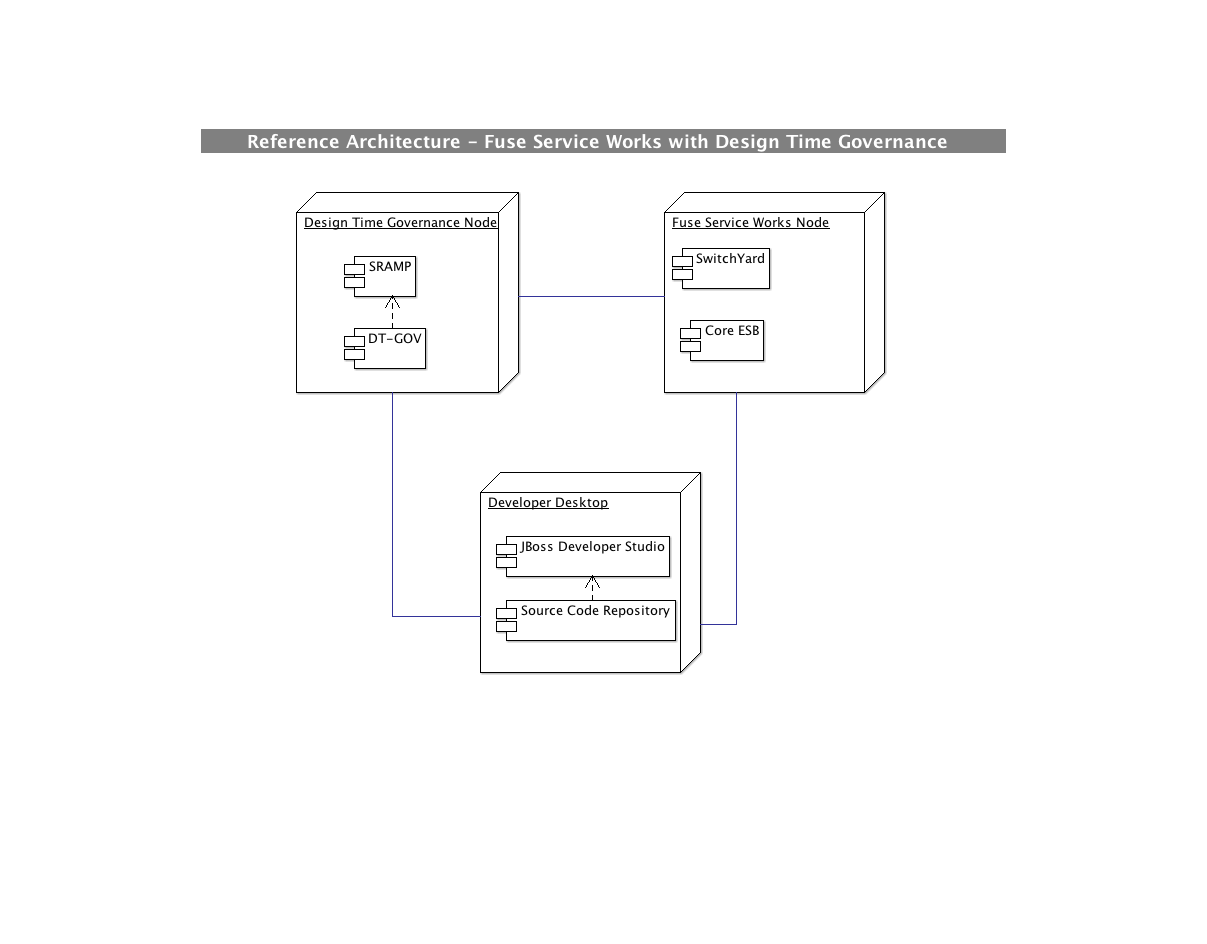 Reference Architecture - Fuse Service Works with Design Time Governance
Design Time Governance Node
SRAMP
DT-GOV
Fuse Service Works Node
SwitchYard
Core ESB
Developer Desktop
JBoss Developer Studio
Source Code Repository